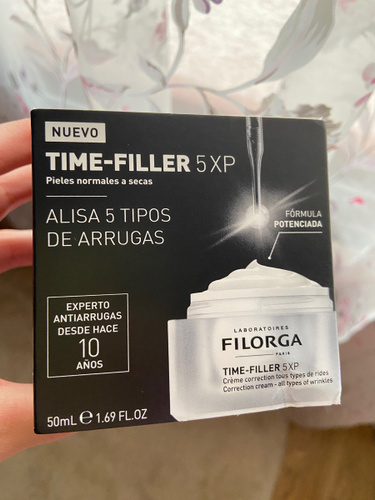 NUEVO
TIME-FILLER 5 XP
Pieles normales a secas
ALISA 5 TIPOS
DE ARRUGAS
FÓRMULA
POTENCIADA
EXPERTO
ANTIARRUGAS
DESDE HACE
10
AÑOS
LABORATOIRES
FILORGA
PARIS
TIME-FILLER 5XP
Crème correction tous types de rides
Correction cream - all types of wrinkles
50mL e 1.69 FL.OZ